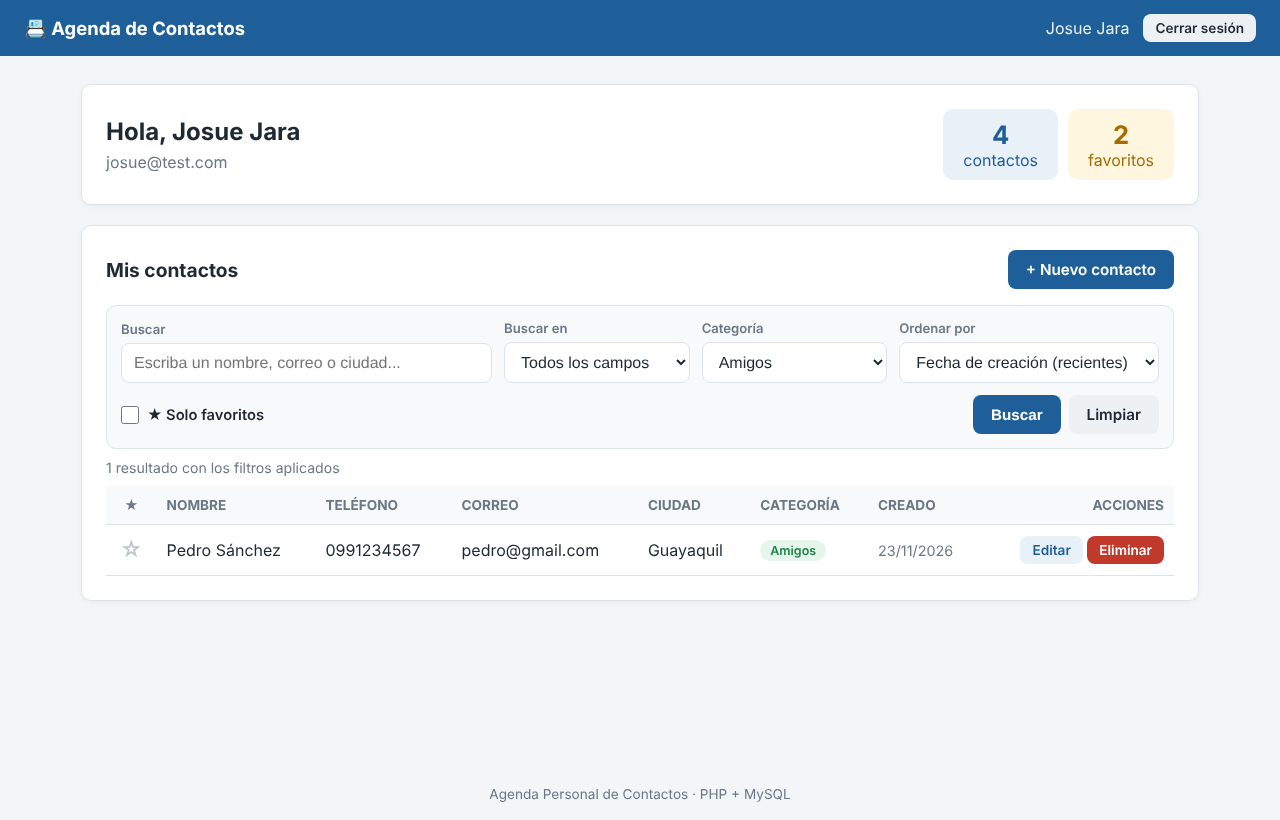 📇 Agenda de Contactos
Josue Jara
Cerrar sesión
Hola, Josue Jara
josue@test.com
4
contactos
2
favoritos
Mis contactos
+ Nuevo contacto
Buscar
Buscar en
Categoría
Ordenar por
Escriba un nombre, correo o ciudad...
Todos los campos
Amigos
Fecha de creación (recientes)
★ Solo favoritos
Buscar
Limpiar
1 resultado con los filtros aplicados
★ NOMBRE TELÉFONO CORREO CIUDAD CATEGORÍA CREADO ACCIONES
☆ Pedro Sánchez 0991234567 pedro@gmail.com Guayaquil Amigos 23/11/2026 Editar Eliminar
Agenda Personal de Contactos · PHP + MySQL